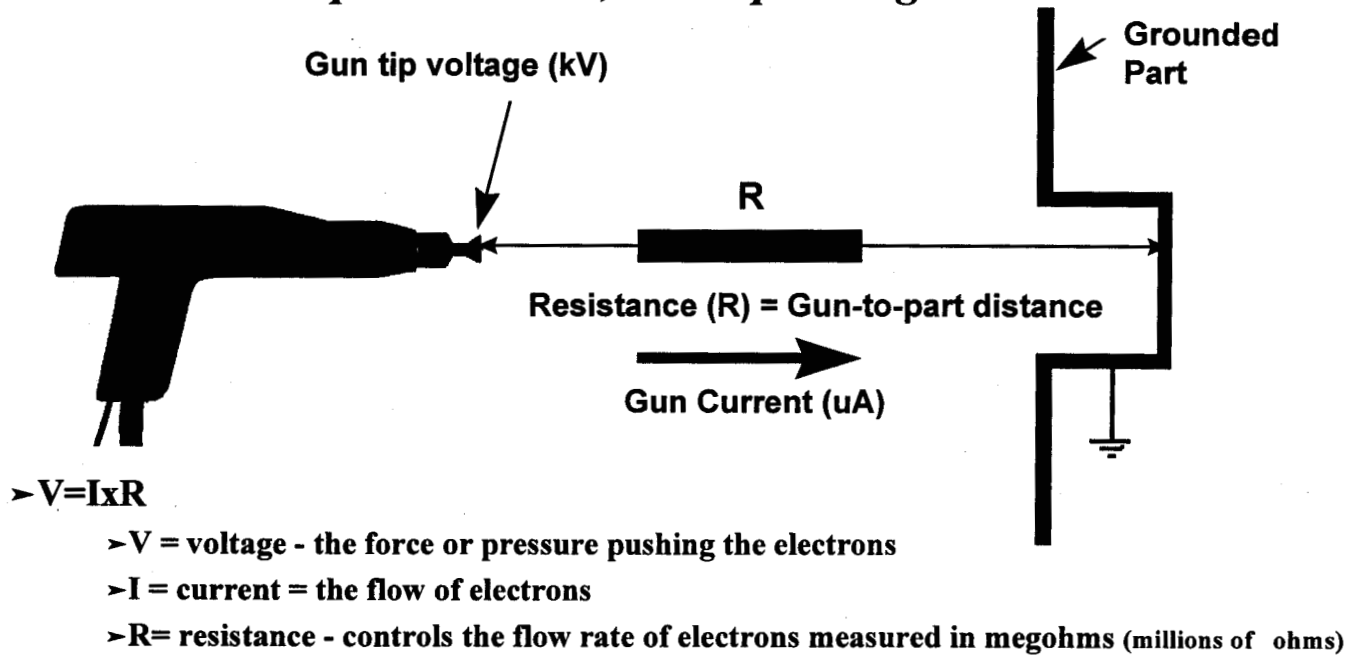 Gun tip voltage (kV)
Grounded
Part
R
Resistance (R) = Gun-to-part distance
Gun Current (uA)
➤V=IxR
➤V = voltage - the force or pressure pushing the electrons
➤I = current = the flow of electrons
➤R= resistance - controls the flow rate of electrons measured in megohms (millions of ohms)